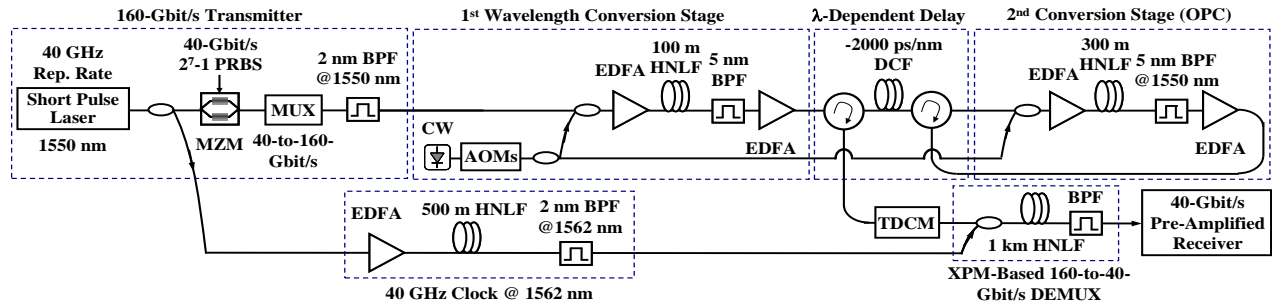 160-Gbit/s Transmitter
40 GHz
Rep. Rate
Short Pulse
Laser
1550 nm
40-Gbit/s
2⁷-1 PRBS
MZM
MUX
40-to-160-
Gbit/s
2 nm BPF
@1550 nm
1st Wavelength Conversion Stage
CW
AOMs
EDFA
100 m
HNLF
5 nm
BPF
EDFA
λ-Dependent Delay
-2000 ps/nm
DCF
2nd Conversion Stage (OPC)
EDFA
300 m
HNLF
5 nm BPF
@1550 nm
EDFA
EDFA
500 m HNLF
2 nm BPF
@1562 nm
40 GHz Clock @ 1562 nm
TDCM
BPF
1 km HNLF
XPM-Based 160-to-40-
Gbit/s DEMUX
40-Gbit/s
Pre-Amplified
Receiver